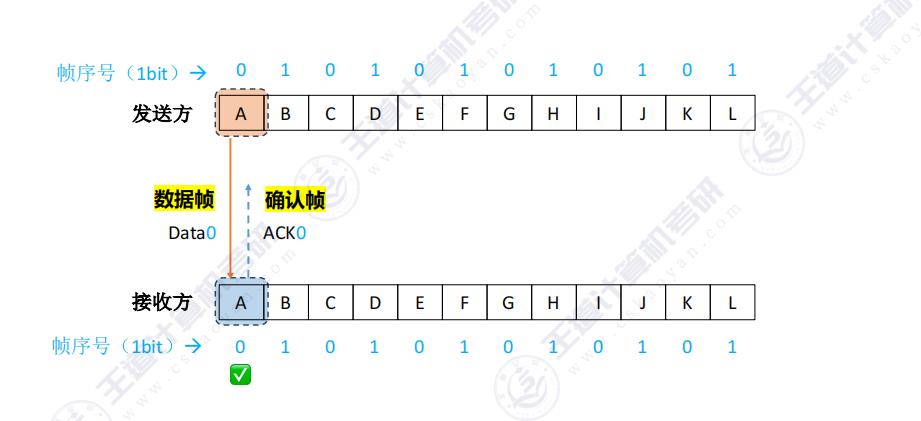 帧序号（1bit）→ 0 1 0 1 0 1 0 1 0 1 0 1
发送方 A B C D E F G H I J K L
数据帧 确认帧
Data0 ACK0
接收方 A B C D E F G H I J K L
帧序号（1bit）→ 0 1 0 1 0 1 0 1 0 1 0 1
王道计算机考研
www.cskaoyan.com